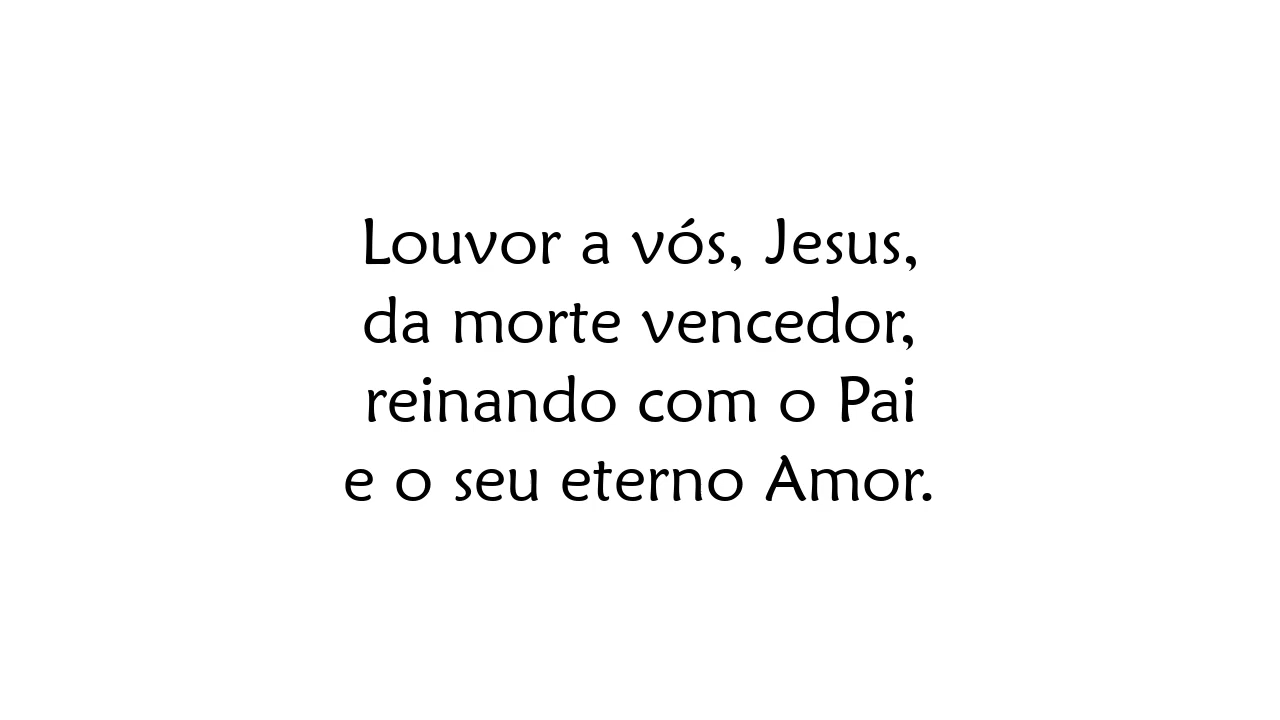 Louvor a vós, Jesus,
da morte vencedor,
reinando com o Pai
e o seu eterno Amor.